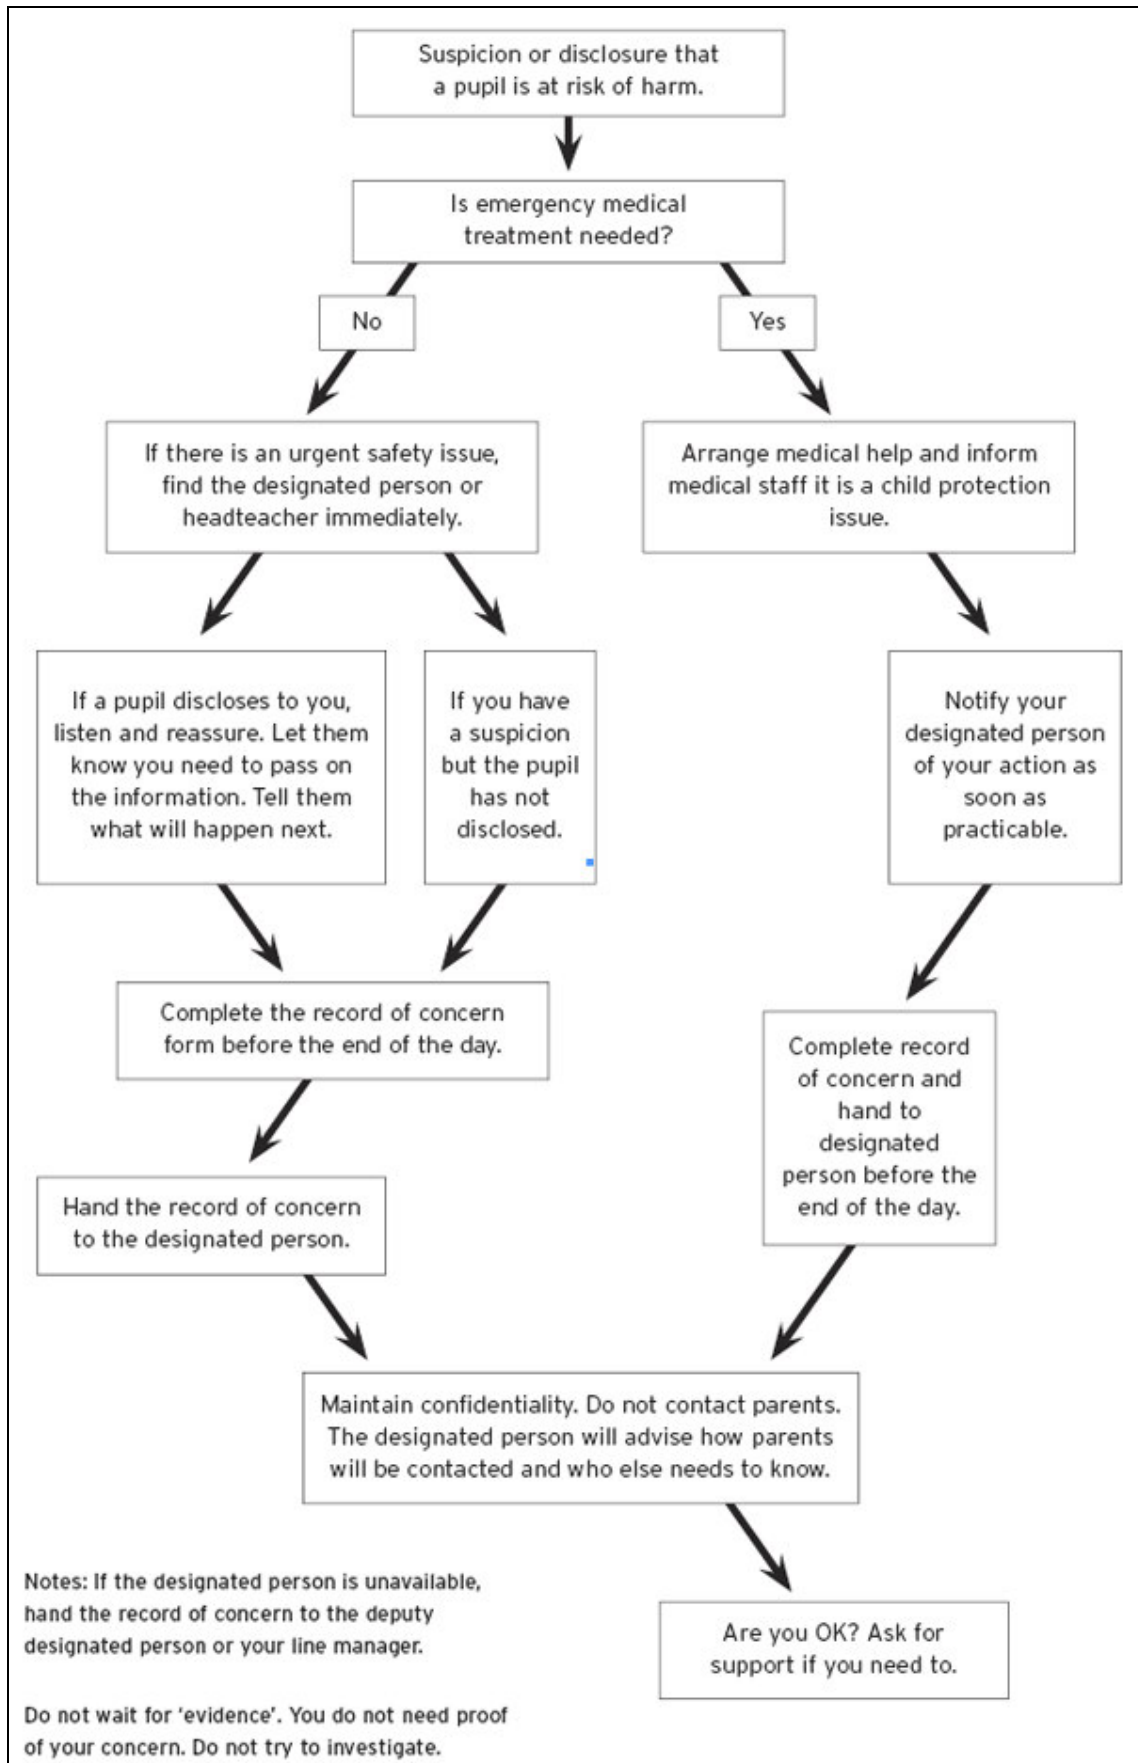 Suspicion or disclosure that
a pupil is at risk of harm.
Is emergency medical
treatment needed?
No
Yes
If there is an urgent safety issue,
find the designated person or
headteacher immediately.
Arrange medical help and inform
medical staff it is a child protection
issue.
If a pupil discloses to you,
listen and reassure. Let them
know you need to pass on
the information. Tell them
what will happen next.
If you have
a suspicion
but the pupil
has not
disclosed.
Notify your
designated person
of your action as
soon as
practicable.
Complete the record of concern
form before the end of the day.
Complete record
of concern and
hand to
designated
person before the
end of the day.
Hand the record of concern
to the designated person.
Maintain confidentiality. Do not contact parents.
The designated person will advise how parents
will be contacted and who else needs to know.
Are you OK? Ask for
support if you need to.
Notes: If the designated person is unavailable,
hand the record of concern to the deputy
designated person or your line manager.
Do not wait for ‘evidence’. You do not need proof
of your concern. Do not try to investigate.